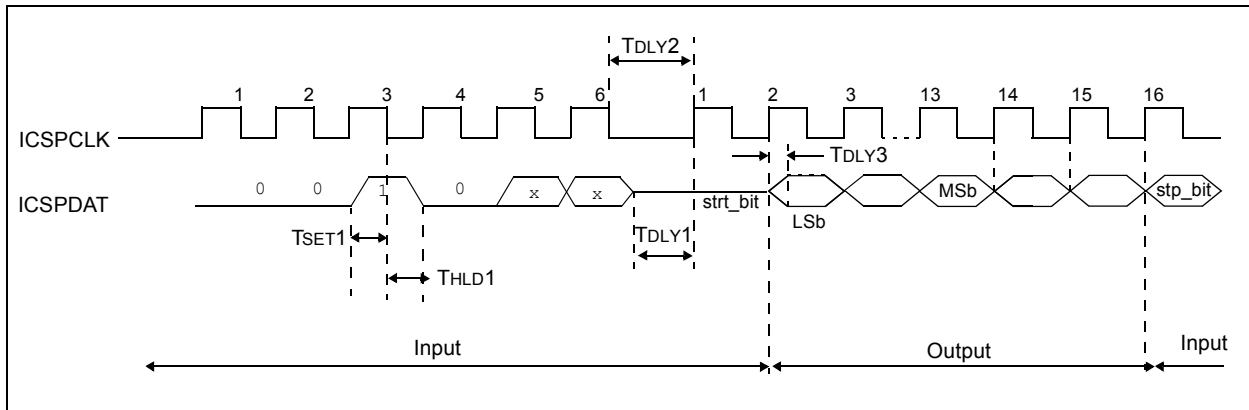 TDLY2
1 2 3 4 5 6 1 2 3 13 14 15 16
ICSPCLK
TDLY3
ICSPDAT
0 0 1 0 x x strt_bit LSb MSb stp_bit
TSET1
TDLY1
THLD1
Input Output Input